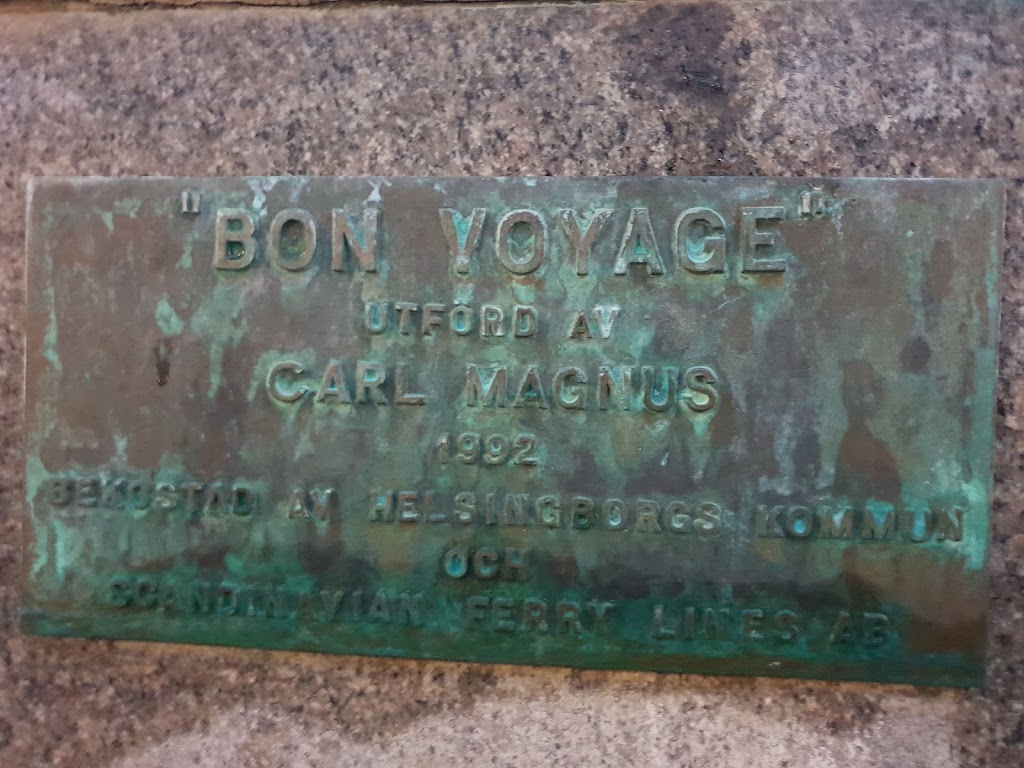 "BON VOYAGE"
UTFÖRD AV
CARL MAGNUS
1992
BEKOSTAD AV HELSINGBORGS KOMMUN
OCH
SCANDINAVIAN FERRY LINES AB